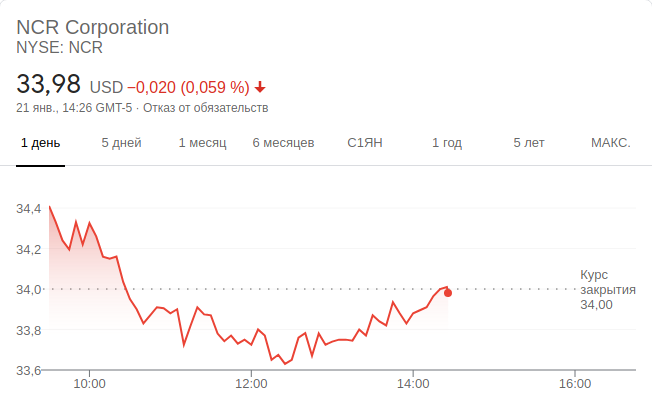 NCR Corporation
NYSE: NCR
33,98 USD −0,020 (0,059 %)
21 янв., 14:26 GMT-5 · Отказ от обязательств
1 день 5 дней 1 месяц 6 месяцев С1ЯН 1 год 5 лет МАКС.
34,4
34,2
34,0
33,8
33,6
Курс
закрытия
34,00
10:00 12:00 14:00 16:00